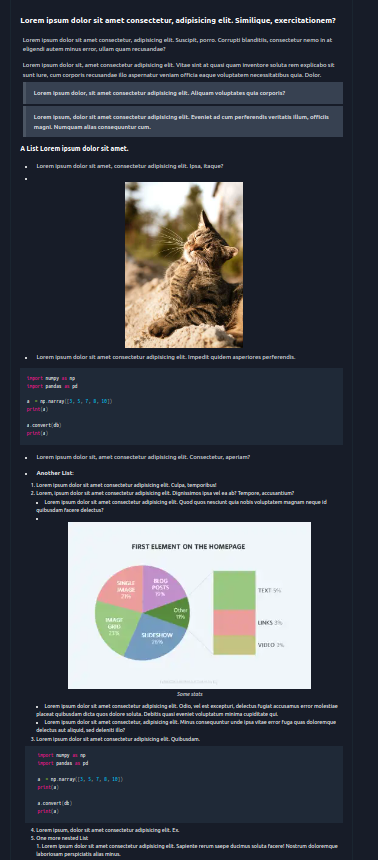 Lorem ipsum dolor sit amet consectetur, adipisicing elit. Similique, exercitationem?
Lorem ipsum dolor sit amet consectetur, adipisicing elit. Suscipit, porro. Corrupti blanditiis, consectetur nemo in at
eligendi autem minus error, ullam quam recusandae?
Lorem ipsum dolor sit, amet consectetur adipisicing elit. Vitae sint at quasi quam inventore soluta rem explicabo sit
sunt iure, cum corporis recusandae illo aspernatur veniam officia eaque voluptatem necessitatibus quia. Dolor.
Lorem ipsum dolor, sit amet consectetur adipisicing elit. Aliquam voluptates quia corporis?
Lorem ipsum dolor, sit amet consectetur adipisicing elit. Eveniet ad cum perferendis veritatis illum, officiis
magni. Numquam alias consequuntur cum.
A List Lorem ipsum dolor sit amet.
Lorem ipsum dolor sit amet, consectetur adipisicing elit. Ipsa, itaque?
Lorem ipsum dolor sit amet consectetur adipisicing elit. Impedit quidem asperiores perferendis.
import numpy as np
import pandas as pd
a = np.narray([3, 5, 7, 8, 10])
print(a)
a.convert(db)
print(a)
Lorem ipsum dolor sit, amet consectetur adipisicing elit. Consectetur, aperiam?
Another List:
1. Lorem ipsum dolor sit amet consectetur adipisicing elit. Culpa, temporibus!
2. Lorem, ipsum dolor sit amet consectetur adipisicing elit. Dignissimos ipsa vel ea ab? Tempore, accusantium?
Lorem ipsum dolor sit amet consectetur adipisicing elit. Quod quos nesciunt quia nobis voluptatem magnam neque id
quibusdam facere delectus?
FIRST ELEMENT ON THE HOMEPAGE
SINGLE IMAGE 21%
BLOG POSTS
Other 11%
IMAGE GRID
SLIDESHOW
TEXT 5%
LINKS 3%
VIDEO
Some stats
Lorem ipsum dolor sit amet consectetur adipisicing elit. Odio, vel est excepturi, delectus fugiat accusamus error molestiae
placeat quibusdam dicta quos dolore soluta. Debitis quasi eveniet voluptatum minima cupiditate qui.
Lorem ipsum dolor sit amet consectetur adipisicing elit. Minus consequuntur unde ipsa vitae error fuga quas doloremque
delectus aut aliquid, sed deleniti illo?
3. Lorem ipsum dolor sit amet consectetur adipisicing elit. Quibusdam.
import numpy as np
import pandas as pd
a = np.narray([3, 5, 7, 8, 10])
print(a)
a.convert(db)
print(a)
4. Lorem ipsum, dolor sit amet consectetur adipisicing elit. Ex.
5. One more nested List
1. Lorem ipsum dolor sit amet consectetur adipisicing elit. Sapiente rerum saepe ducimus soluta facere! Nostrum doloremque
laboriosam perspiciatis alias minus.